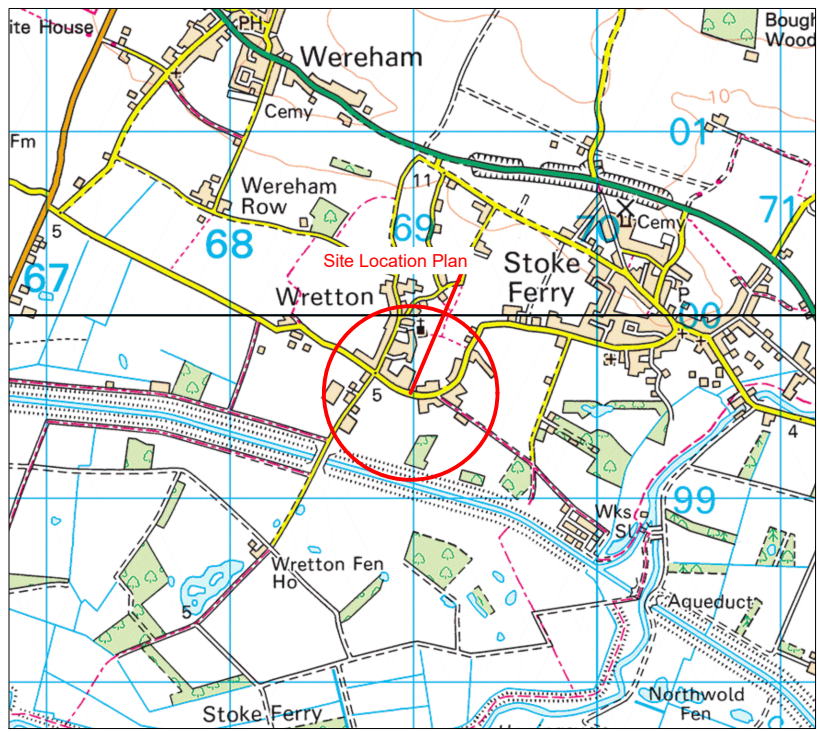 ite House
PH
Bough
Wood
Wereham
10
Cemy
01
Fm
11
Wereham
Row
71
69
70
Cemy
5
68
67
Site Location Plan
Stoke
Ferry
Wretton
P
00
5
4
99
Wks
Sl
Wretton Fen
Ho
5
Aqueduct
Northwold
Fen
Stoke Ferry